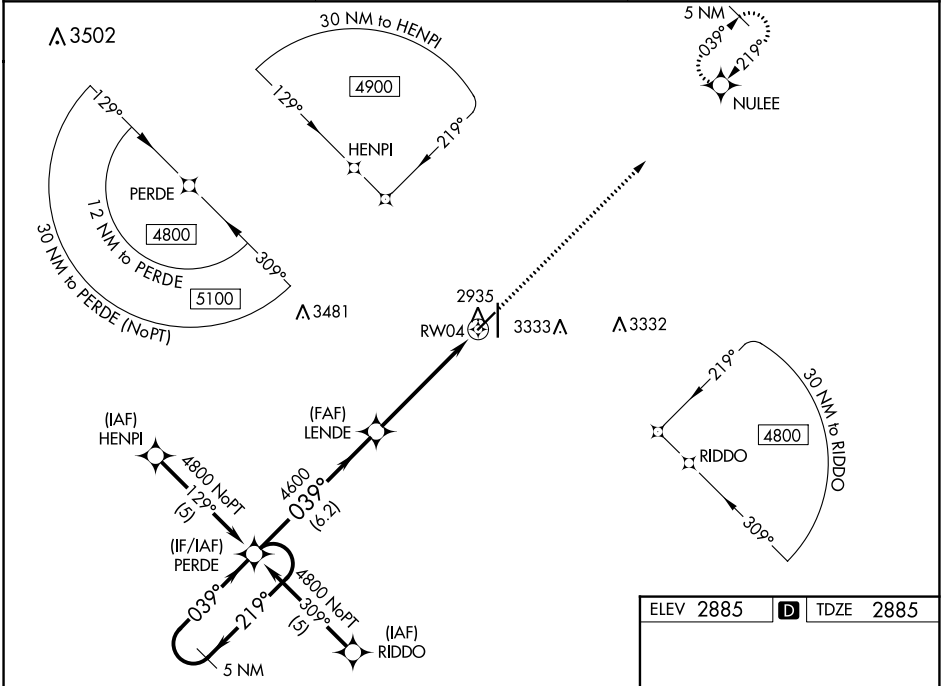 3502
30 NM to HENPI
4900
129°
219°
HENPI
5 NM
039°
219°
NULEE
129°
PERDE
4800
12 NM to PERDE
309°
5100
30 NM to PERDE (NoPT)
3481
2935
RW04
3333
3332
219°
30 NM to RIDDO
4800
RIDDO
309°
(FAF)
LENDE
(IAF)
HENPI
4800 NoPT
129°
(5)
4600
039°
(6.2)
(IF/IAF)
PERDE
039°
219°
5 NM
4800 NoPT
309°
(5)
(IAF)
RIDDO
ELEV 2885 D TDZE 2885